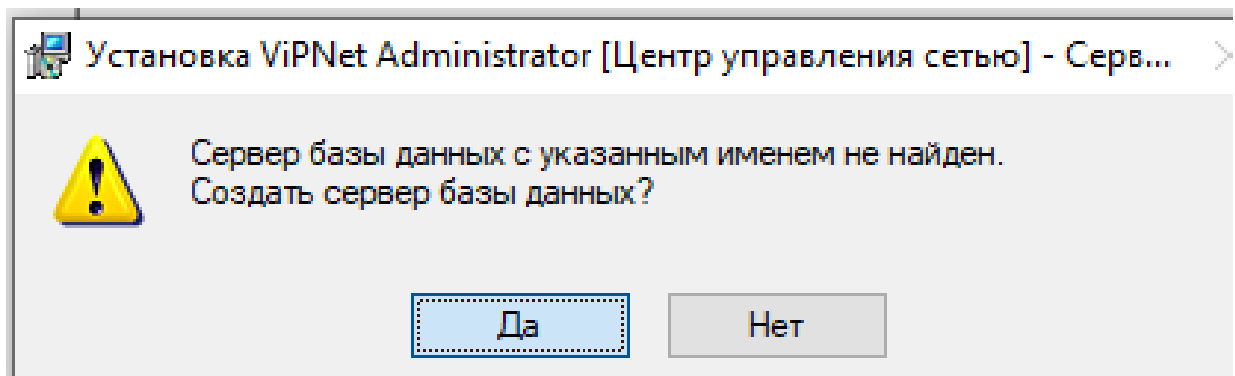 Установка ViPNet Administrator [Центр управления сетью] - Серв...
Сервер базы данных с указанным именем не найден.
Создать сервер базы данных?
Да
Нет